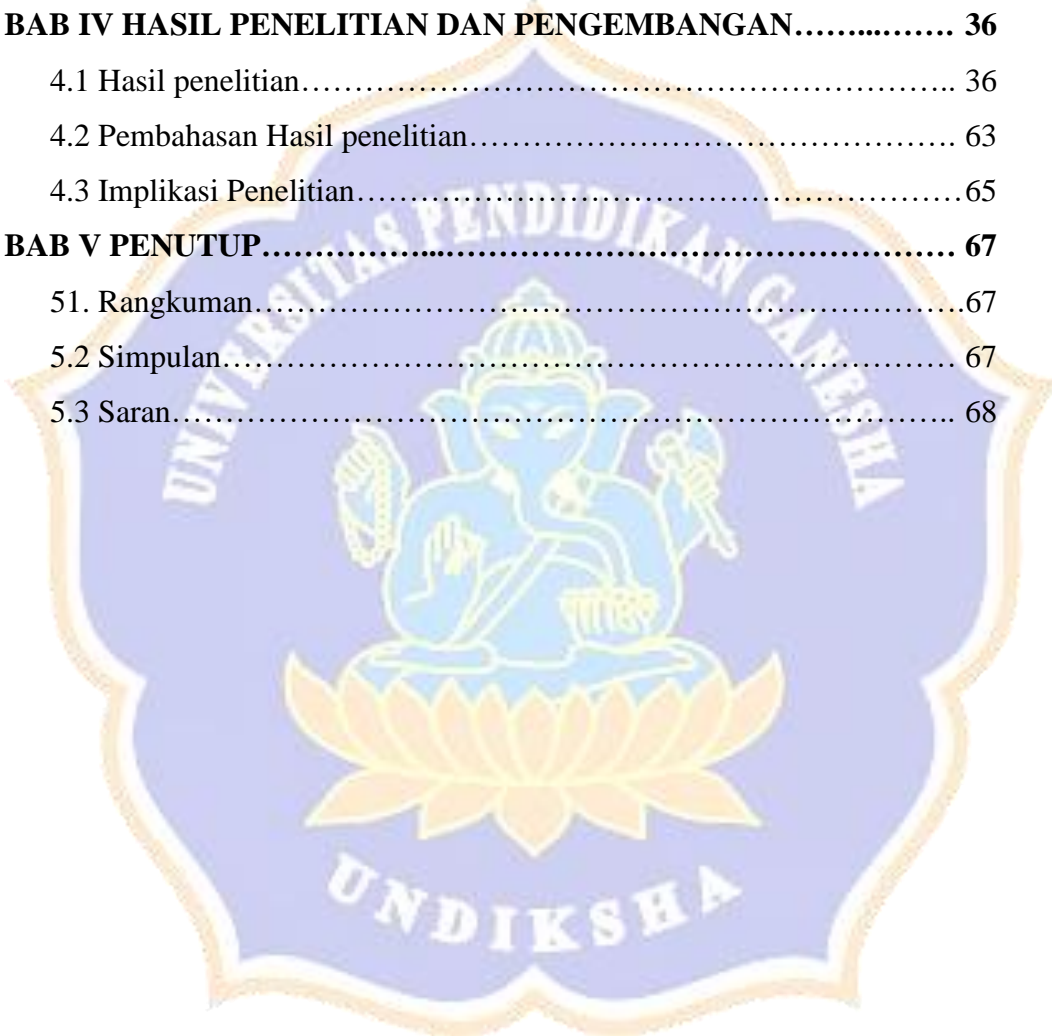 BAB IV HASIL PENELITIAN DAN PENGEMBANGAN……...……. 36
4.1 Hasil penelitian………………………………………………….. 36
4.2 Pembahasan Hasil penelitian……………………………………. 63
4.3 Implikasi Penelitian………………………………………………65
BAB V PENUTUP……………...……………………………………… 67
51. Rangkuman…………………………………………………….67
5.2 Simpulan………………………………………………………… 67
5.3 Saran…………………………………………………………….. 68
UNIVERSITAS PENDIDIKAN GANESHA
UNDIKSHA